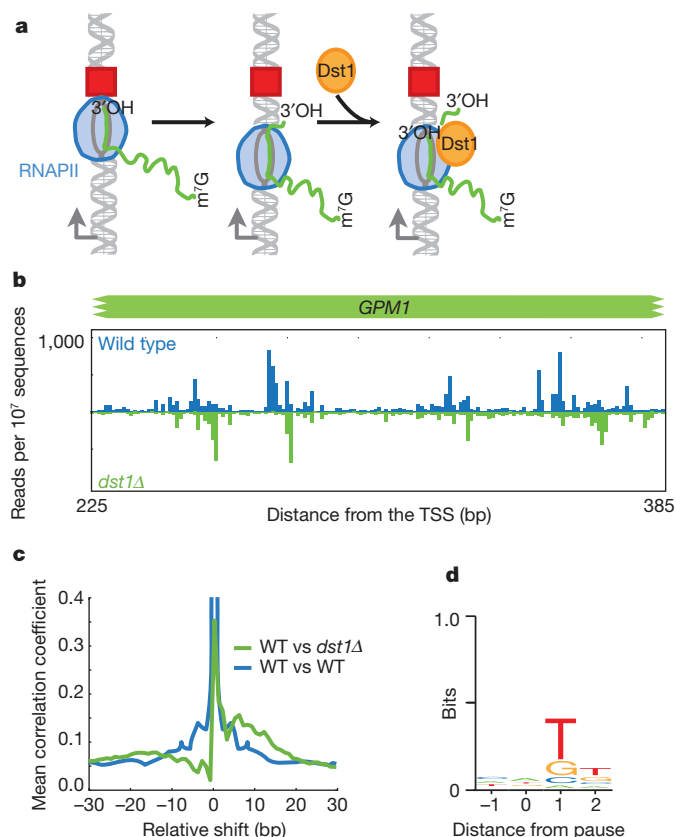 a
Dst1
3′OH
3′OH
3′OH
3′OH
Dst1
RNAPII
m⁷G
m⁷G
m⁷G
b
GPM1
Reads per 10⁷ sequences
1,000
Wild type
dst1Δ
225
385
Distance from the TSS (bp)
c
Mean correlation coefficient
0.4
0.3
0.2
0.1
0.0
WT vs dst1Δ
WT vs WT
–30 –20 –10 0 10 20 30
Relative shift (bp)
d
Bits
1.0
0
T
G T
C G
C
–1 0 1 2
Distance from pause